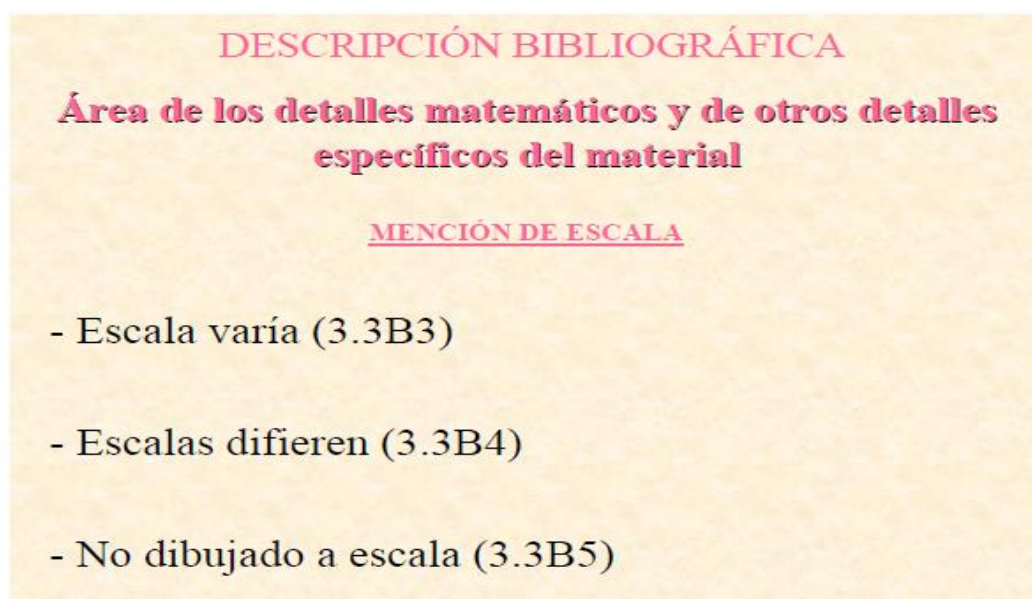 DESCRIPCIÓN BIBLIOGRÁFICA
Área de los detalles matemáticos y de otros detalles
específicos del material
MENCIÓN DE ESCALA
- Escala varía (3.3B3)
- Escalas difieren (3.3B4)
- No dibujado a escala (3.3B5)